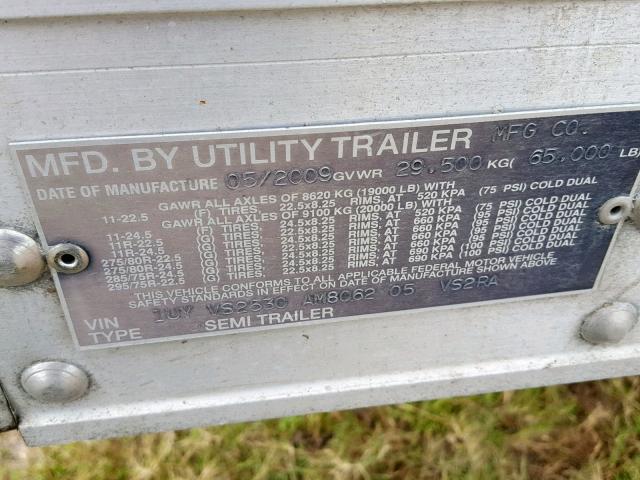 MFD. BY UTILITY TRAILER MFG CO.
DATE OF MANUFACTURE 05/2009 GVWR 29.500 KG( 65.000 LB
GAWR ALL AXLES OF 8620 KG (19000 LB) WITH
11-22.5 (F) TIRES, 22.5x8.25 RIMS, AT 520 KPA (75 PSI) COLD DUAL
GAWR ALL AXLES OF 9100 KG (20000 LB) WITH
11-24.5 (F) TIRES, 24.5x8.25 RIMS, AT 520 KPA (75 PSI) COLD DUAL
11R-22.5 (G) TIRES, 22.5x8.25 RIMS, AT 660 KPA (95 PSI) COLD DUAL
11R-24.5 (G) TIRES, 24.5x8.25 RIMS, AT 660 KPA (95 PSI) COLD DUAL
275/80R-22.5 (G) TIRES, 22.5x8.25 RIMS, AT 660 KPA (95 PSI) COLD DUAL
275/80R-24.5 (G) TIRES, 24.5x8.25 RIMS, AT 660 KPA (95 PSI) COLD DUAL
285/75R-24.5 (G) TIRES, 24.5x8.25 RIMS, AT 690 KPA (100 PSI) COLD DUAL
295/75R-22.5 (G) TIRES, 22.5x8.25 RIMS, AT 690 KPA (100 PSI) COLD DUAL
THIS VEHICLE CONFORMS TO ALL APPLICABLE FEDERAL MOTOR VEHICLE
SAFETY STANDARDS IN EFFECT ON DATE OF MANUFACTURE SHOWN ABOVE
VIN 1UY VS2530 AM8062 05 VS2RA
TYPE SEMI TRAILER